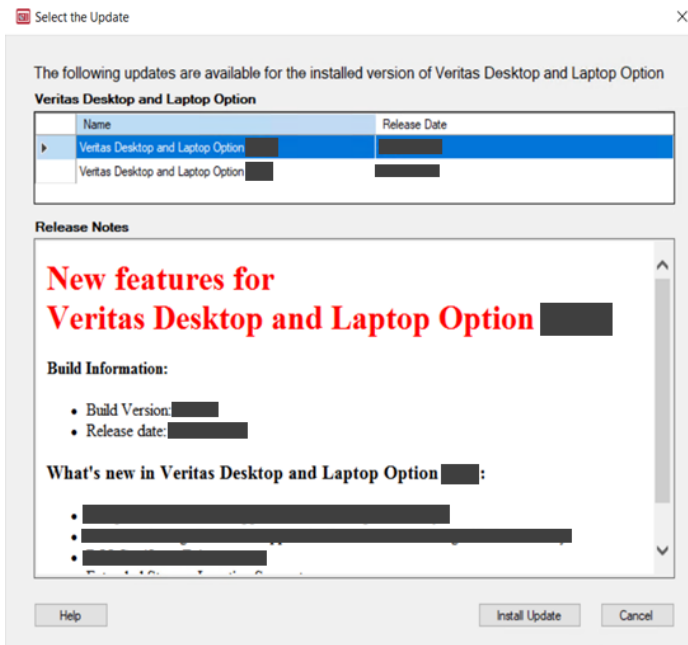 Select the Update
The following updates are available for the installed version of Veritas Desktop and Laptop Option
Veritas Desktop and Laptop Option
Name Release Date
Veritas Desktop and Laptop Option
Veritas Desktop and Laptop Option
Release Notes
New features for
Veritas Desktop and Laptop Option
Build Information:
• Build Version:
• Release date:
What's new in Veritas Desktop and Laptop Option :
Help Install Update Cancel